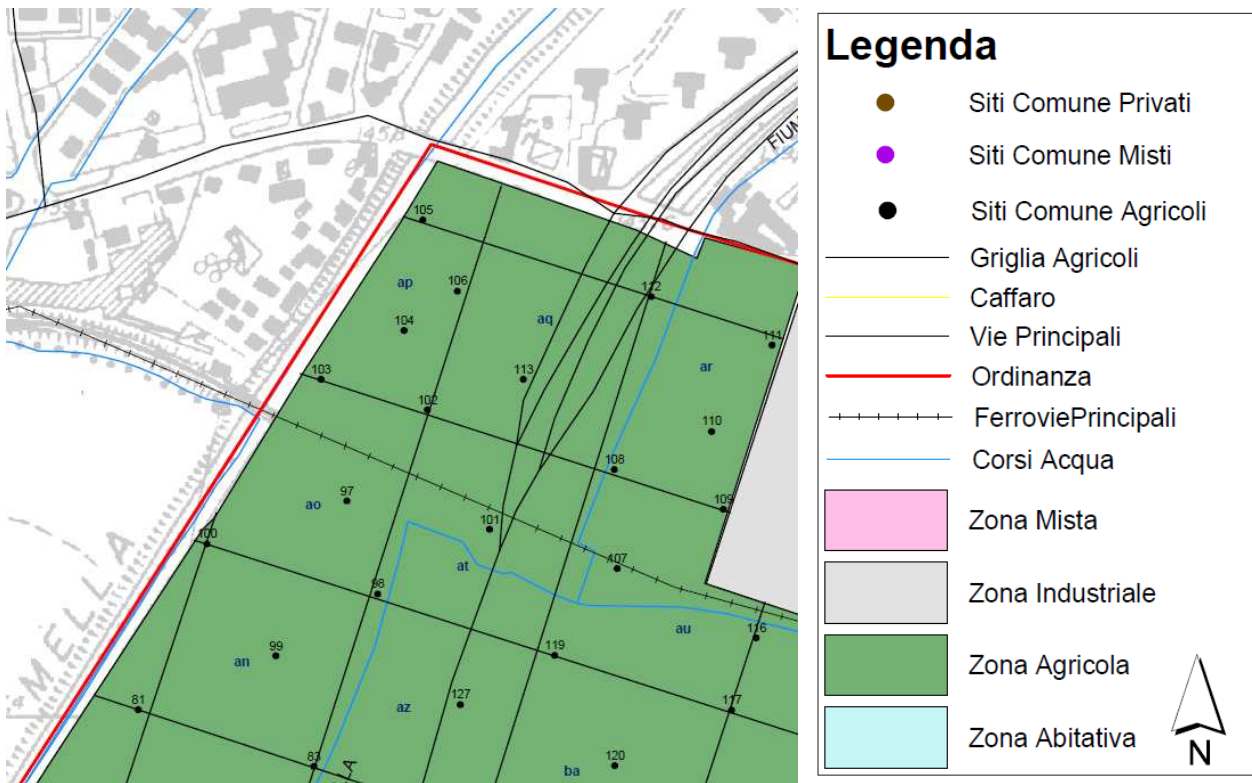 145
FIUM
105
ap
106
112
104
aq
111
ar
103
113
102
110
108
109
97
ao
101
100
at
107
98
au
116
99
an
119
127
81
az
117
83
LA
120
ba
MELLA
Legenda
Siti Comune Privati
Siti Comune Misti
Siti Comune Agricoli
Griglia Agricoli
Caffaro
Vie Principali
Ordinanza
FerroviePrincipali
Corsi Acqua
Zona Mista
Zona Industriale
Zona Agricola
Zona Abitativa
N